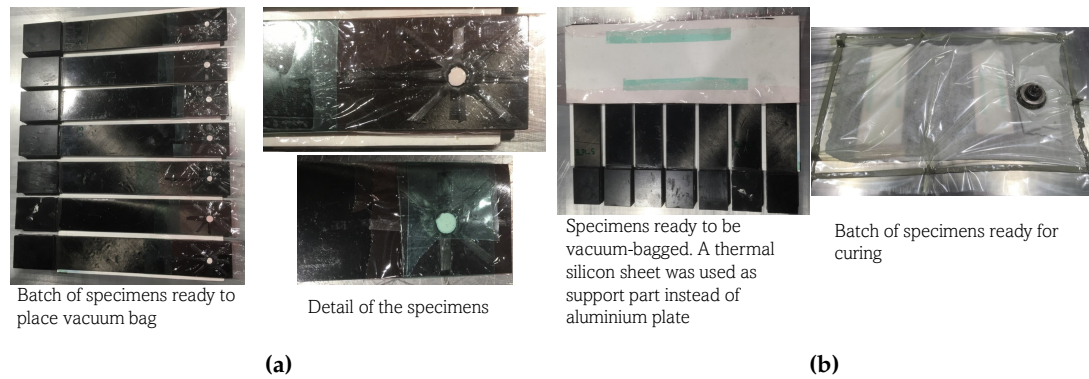 Batch of specimens ready to
place vacuum bag
Detail of the specimens
Specimens ready to be
vacuum-bagged. A thermal
silicon sheet was used as
support part instead of
aluminium plate
Batch of specimens ready for
curing
(a)
(b)